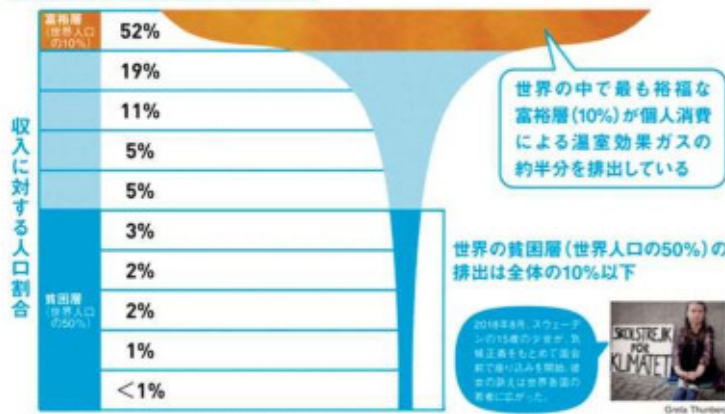 富裕層
(世界人口
の10%)
52%
19%
11%
5%
5%
3%
2%
2%
1%
<1%
収入に対する人口割合
貧困層
(世界人口
の50%)
世界の中で最も裕福な
富裕層(10%)が個人消費
による温室効果ガスの
約半分を排出している
世界の貧困層(世界人口の50%)の
排出は全体の10%以下
2018年8月、スウェーデ
ンの15歳の少女が、気
候正義をもとめて国会
前で座り込みを開始。彼
女の訴えは世界各国の
若者に広がった。
SKOLSTREJK
FÖR
KLIMATET
Greta Thunberg